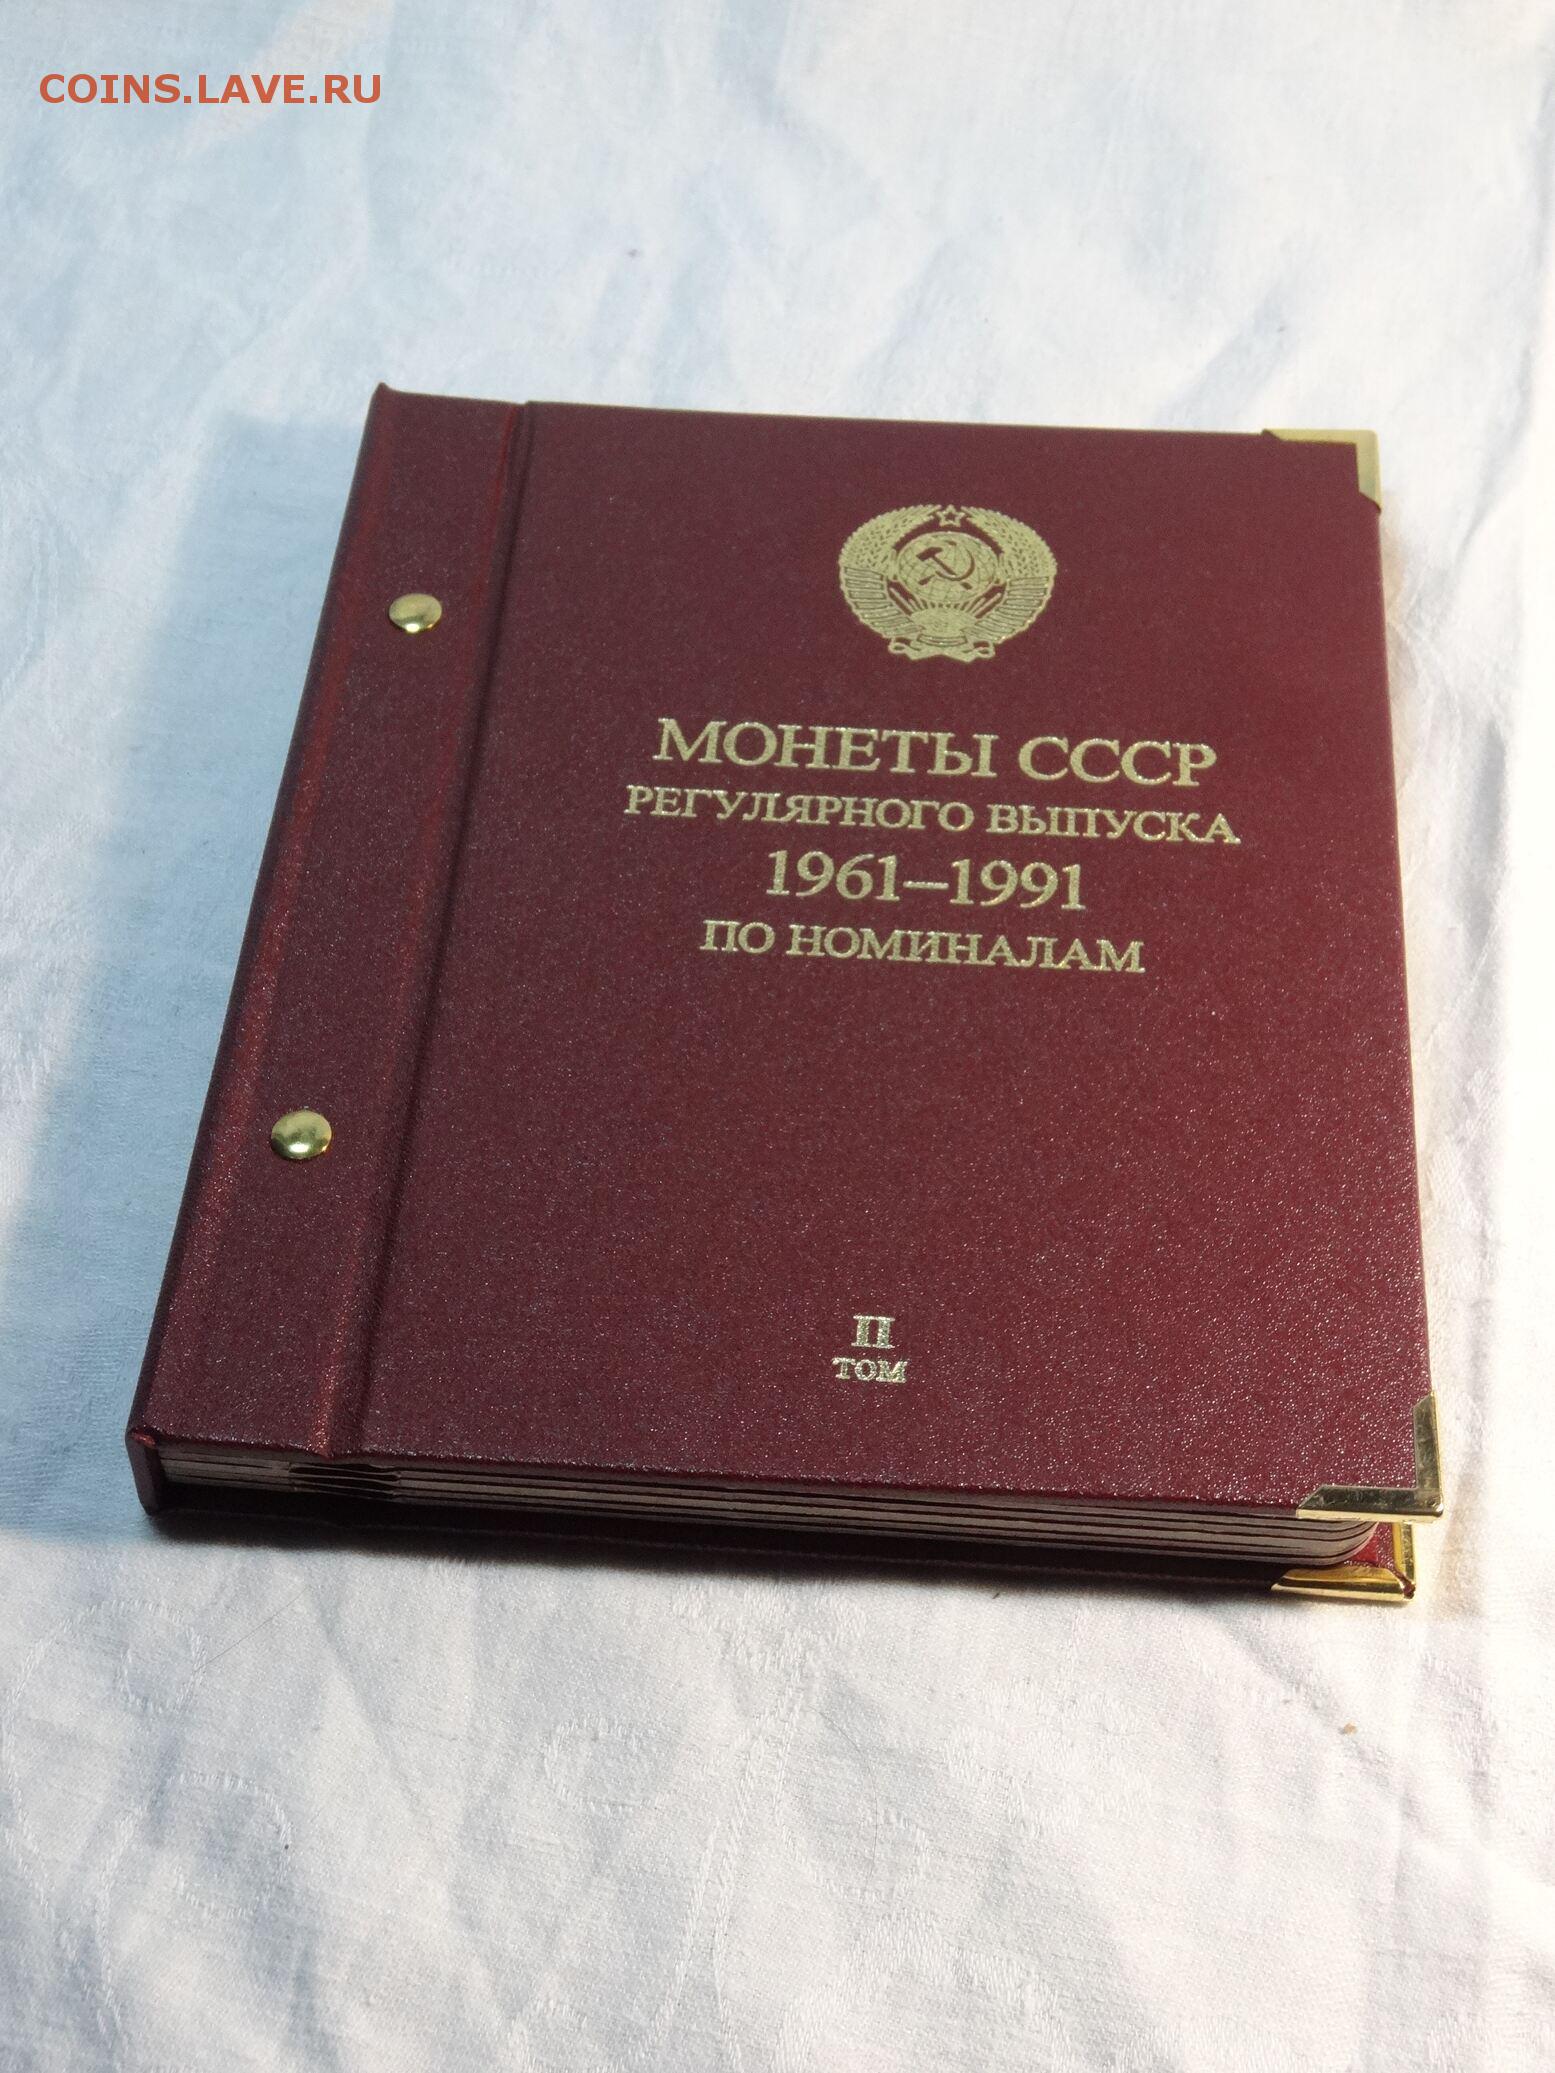 COINS.LAVE.RU
МОНЕТЫ СССР
РЕГУЛЯРНОГО ВЫПУСКА
1961–1991
ПО НОМИНАЛАМ
II
ТОМ